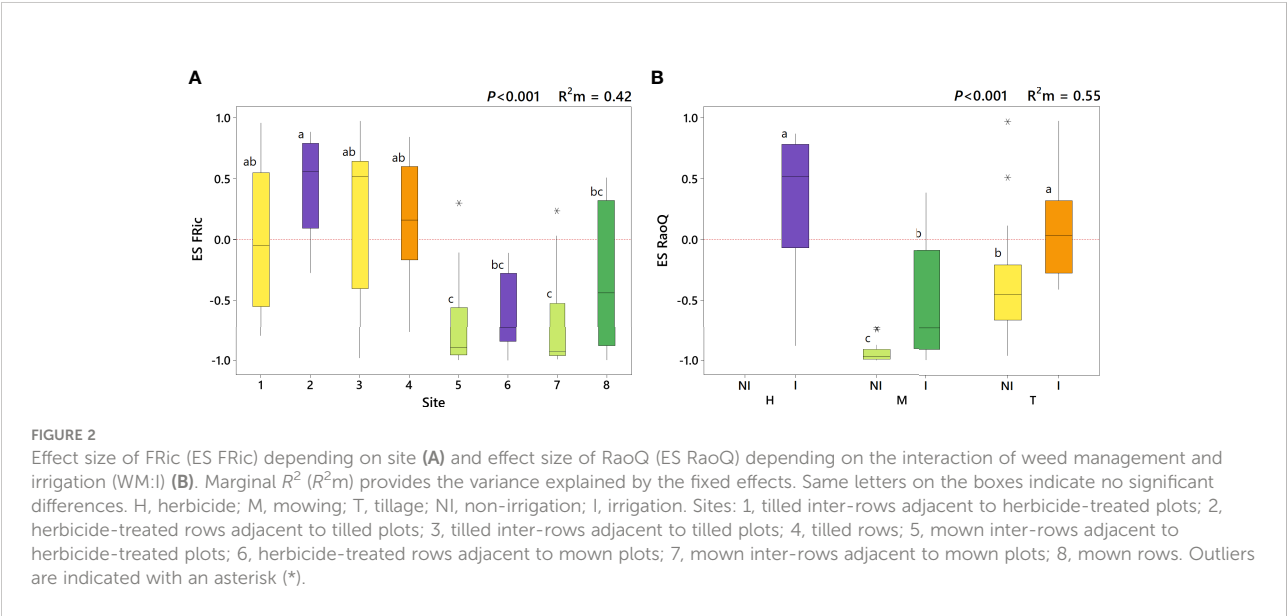 A
B
P<0.001 R²m = 0.42
P<0.001 R²m = 0.55
1.0
0.5
0.0
-0.5
-1.0
ES FRic
ab
a
ab
ab
c
*
bc
c
*
bc
1 2 3 4 5 6 7 8
Site
1.0
0.5
0.0
-0.5
-1.0
ES RaoQ
a
c
*
b
b
*
*
a
NI I NI I NI I
H M T
FIGURE 2
Effect size of FRic (ES FRic) depending on site (A) and effect size of RaoQ (ES RaoQ) depending on the interaction of weed management and
irrigation (WM:I) (B). Marginal R² (R²m) provides the variance explained by the fixed effects. Same letters on the boxes indicate no significant
differences. H, herbicide; M, mowing; T, tillage; NI, non-irrigation; I, irrigation. Sites: 1, tilled inter-rows adjacent to herbicide-treated plots; 2,
herbicide-treated rows adjacent to tilled plots; 3, tilled inter-rows adjacent to tilled plots; 4, tilled rows; 5, mown inter-rows adjacent to
herbicide-treated plots; 6, herbicide-treated rows adjacent to mown plots; 7, mown inter-rows adjacent to mown plots; 8, mown rows. Outliers
are indicated with an asterisk (*).